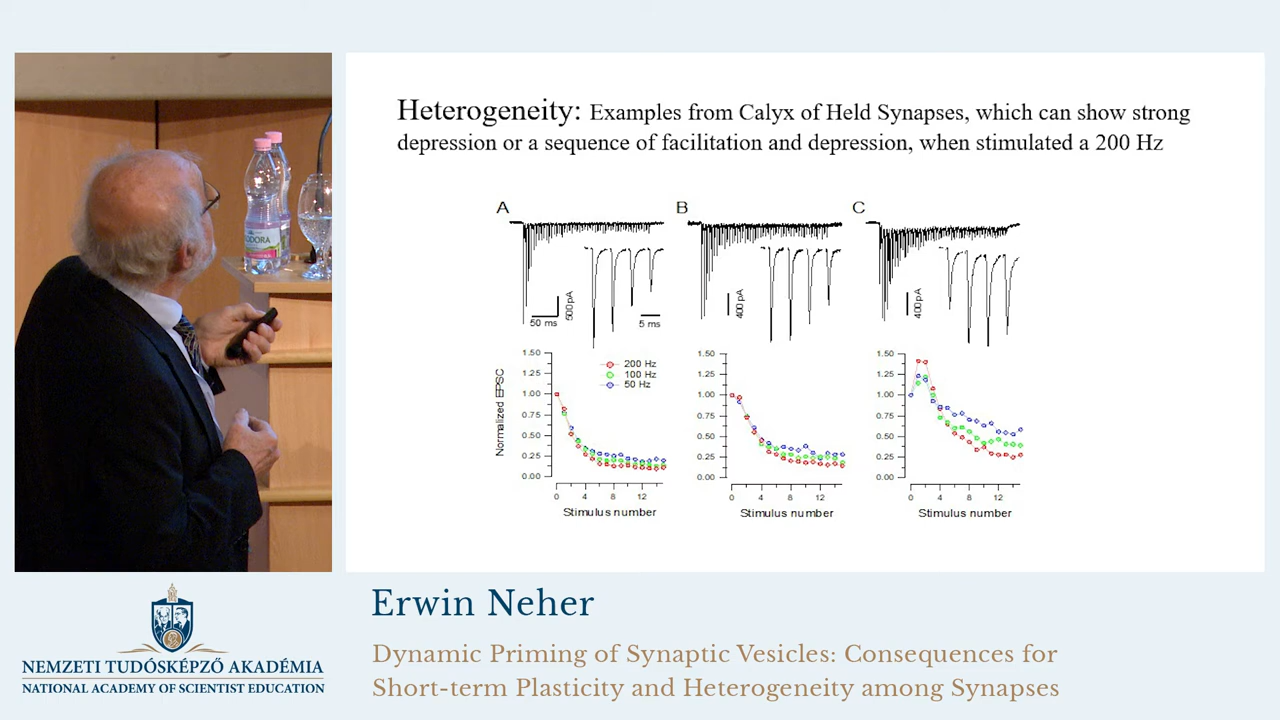 Heterogeneity: Examples from Calyx of Held Synapses, which can show strong
depression or a sequence of facilitation and depression, when stimulated a 200 Hz
A
B
C
50 ms
500 pA
5 ms
400 pA
400 pA
Normalized EPSC
1.50
1.25
1.00
0.75
0.50
0.25
0.00
200 Hz
100 Hz
50 Hz
0 4 8 12
Stimulus number
1.50
1.25
1.00
0.75
0.50
0.25
0.00
0 4 8 12
Stimulus number
1.50
1.25
1.00
0.75
0.50
0.25
0.00
0 4 8 12
Stimulus number
Erwin Neher
Dynamic Priming of Synaptic Vesicles: Consequences for
Short-term Plasticity and Heterogeneity among Synapses
NEMZETI TUDÓSKÉPZŐ AKADÉMIA
NATIONAL ACADEMY OF SCIENTIST EDUCATION